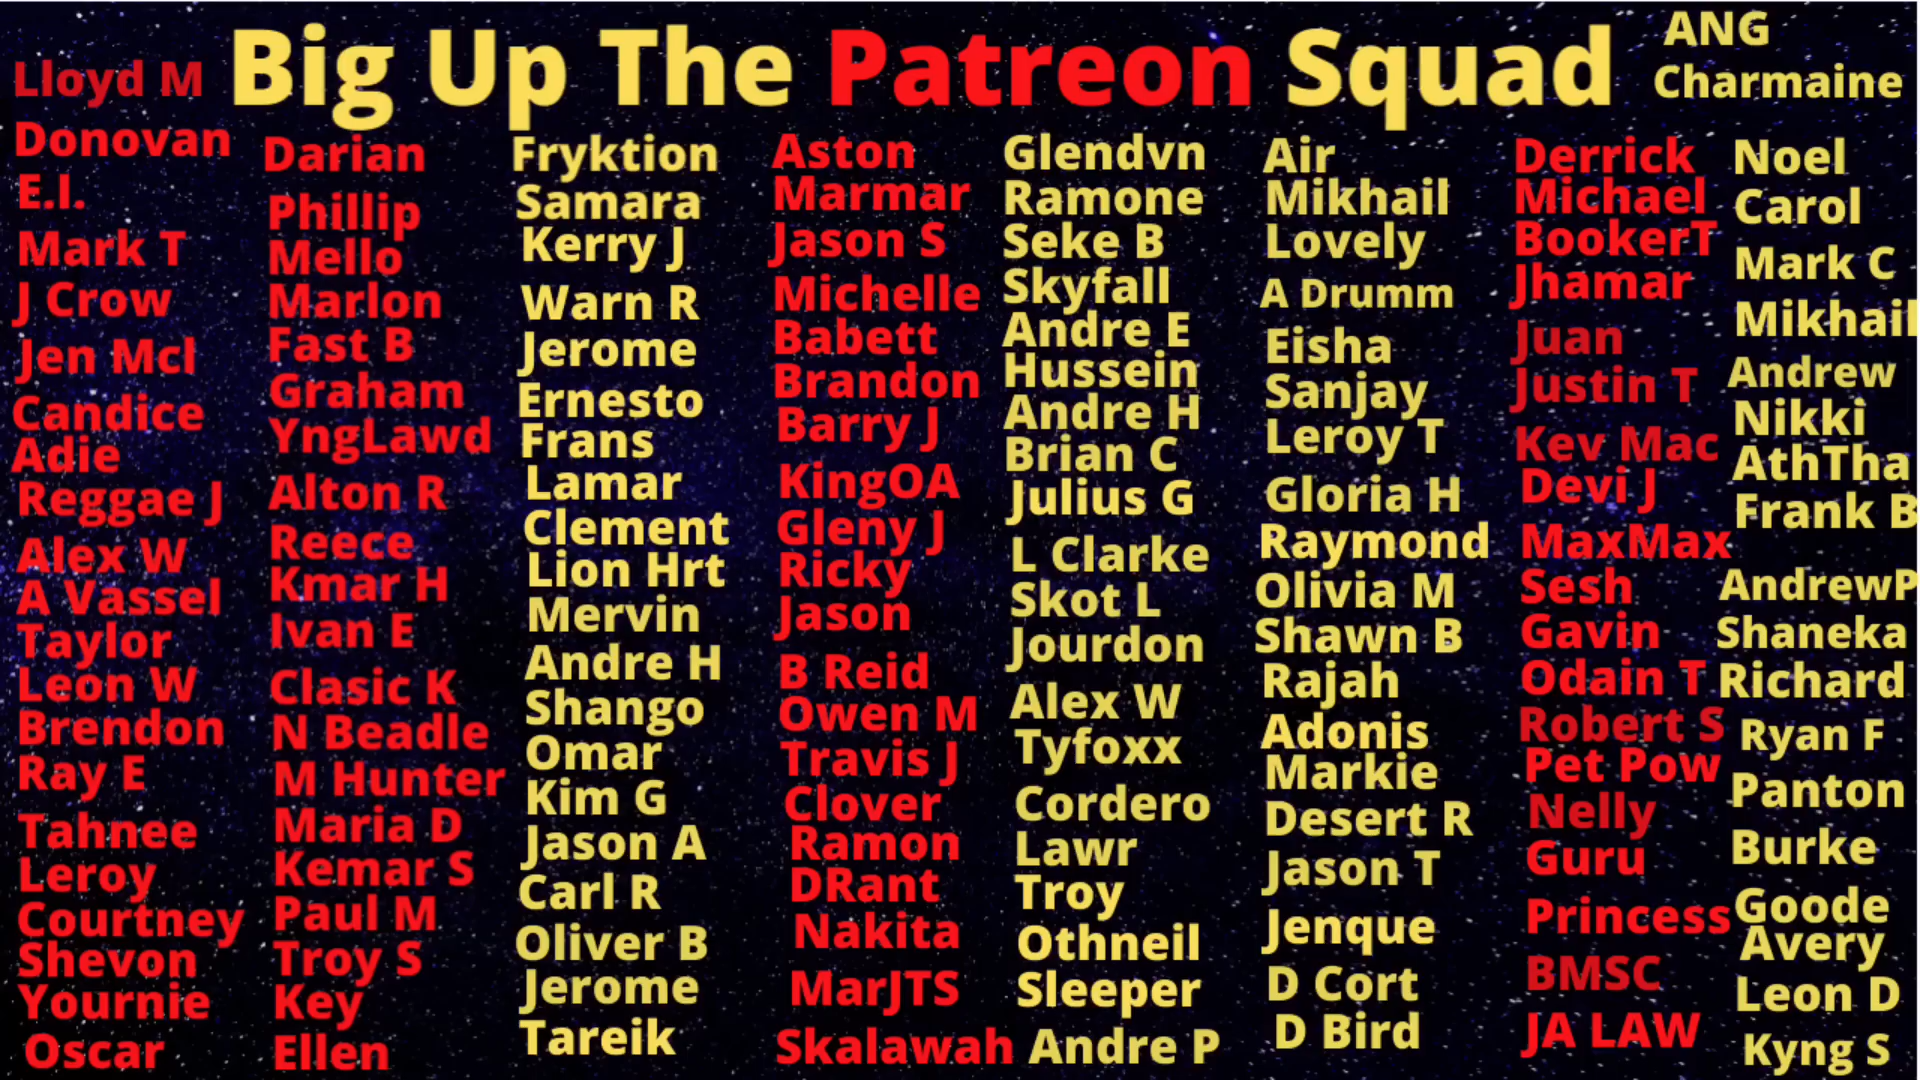 Big Up The Patreon Squad
ANG
Charmaine
Lloyd M
Donovan
E.I.
Mark T
J Crow
Jen Mcl
Candice
Adie
Reggae J
Alex W
A Vassel
Taylor
Leon W
Brendon
Ray E
Tahnee
Leroy
Courtney
Shevon
Yournie
Oscar
Darian
Phillip
Mello
Marlon
Fast B
Graham
YngLawd
Alton R
Reece
Kmar H
Ivan E
Clasic K
N Beadle
M Hunter
Maria D
Kemar S
Paul M
Troy S
Key
Ellen
Fryktion
Samara
Kerry J
Warn R
Jerome
Ernesto
Frans
Lamar
Clement
Lion Hrt
Mervin
Andre H
Shango
Omar
Kim G
Jason A
Carl R
Oliver B
Jerome
Tareik
Aston
Marmar
Jason S
Michelle
Babett
Brandon
Barry J
KingOA
Gleny J
Ricky
Jason
B Reid
Owen M
Travis J
Clover
Ramon
DRant
Nakita
MarJTS
Skalawah
Glendvn
Ramone
Seke B
Skyfall
Andre E
Hussein
Andre H
Brian C
Julius G
L Clarke
Skot L
Jourdon
Alex W
Tyfoxx
Cordero
Lawr
Troy
Othneil
Sleeper
Andre P
Air
Mikhail
Lovely
A Drumm
Eisha
Sanjay
Leroy T
Gloria H
Raymond
Olivia M
Shawn B
Rajah
Adonis
Markie
Desert R
Jason T
Jenque
D Cort
D Bird
Derrick
Michael
BookerT
Jhamar
Juan
Justin T
Kev Mac
Devi J
MaxMax
Sesh
Gavin
Odain T
Robert S
Pet Pow
Nelly
Guru
Princess
BMSC
JA LAW
Noel
Carol
Mark C
Mikhail
Andrew
Nikki
AthTha
Frank B
AndrewP
Shaneka
Richard
Ryan F
Panton
Burke
Goode
Avery
Leon D
Kyng S